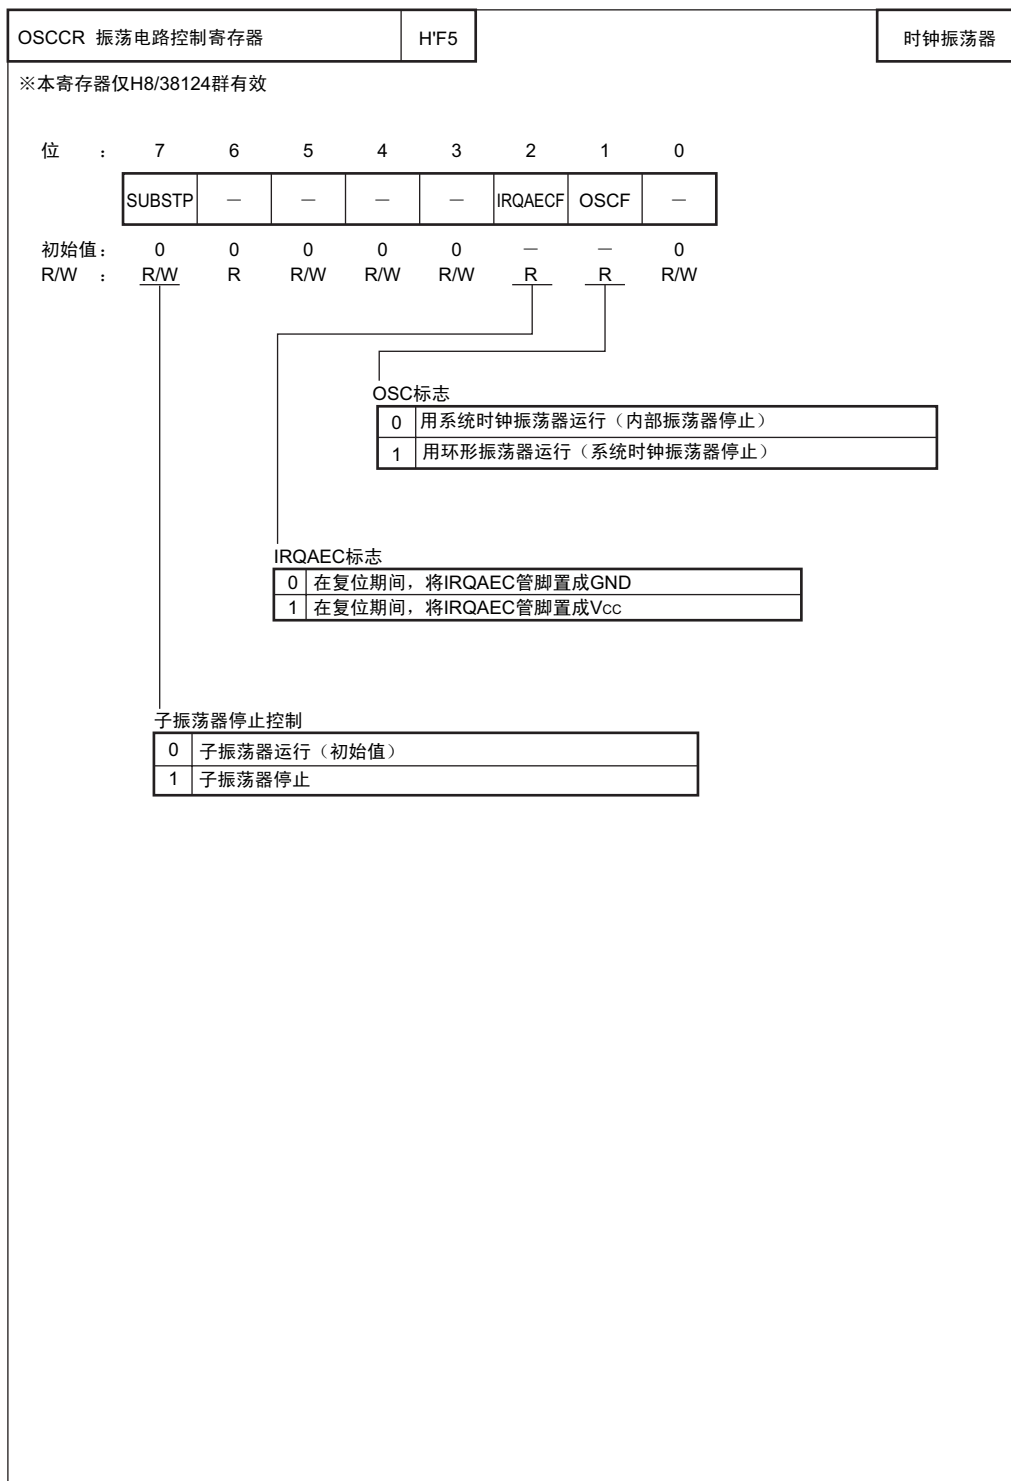 OSCCR 振荡电路控制寄存器 H'F5 时钟振荡器
※本寄存器仅H8/38124群有效
位 : 7 6 5 4 3 2 1 0
SUBSTP － － － － IRQAECF OSCF －
初始值: 0 0 0 0 0 － － 0
R/W : R/W R R/W R/W R/W R R R/W
OSC标志
0 用系统时钟振荡器运行（内部振荡器停止）
1 用环形振荡器运行（系统时钟振荡器停止）
IRQAEC标志
0 在复位期间，将IRQAEC管脚置成GND
1 在复位期间，将IRQAEC管脚置成Vcc
子振荡器停止控制
0 子振荡器运行（初始值）
1 子振荡器停止